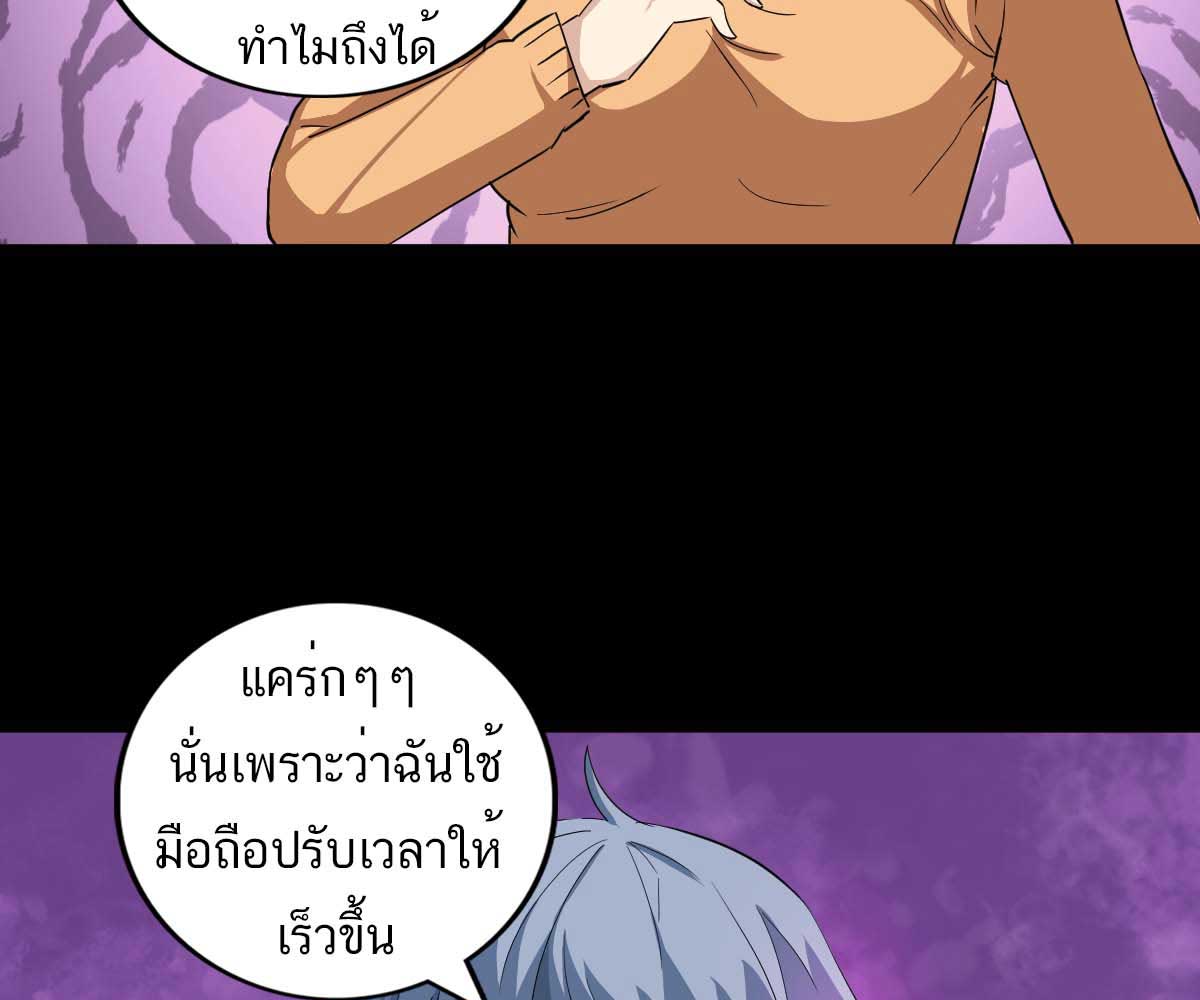 ทำไมถึงได้
แคร่กๆ ๆ
นั่นเพราะว่าฉันใช้
มือถือปรับเวลาให้
เร็วขึ้น